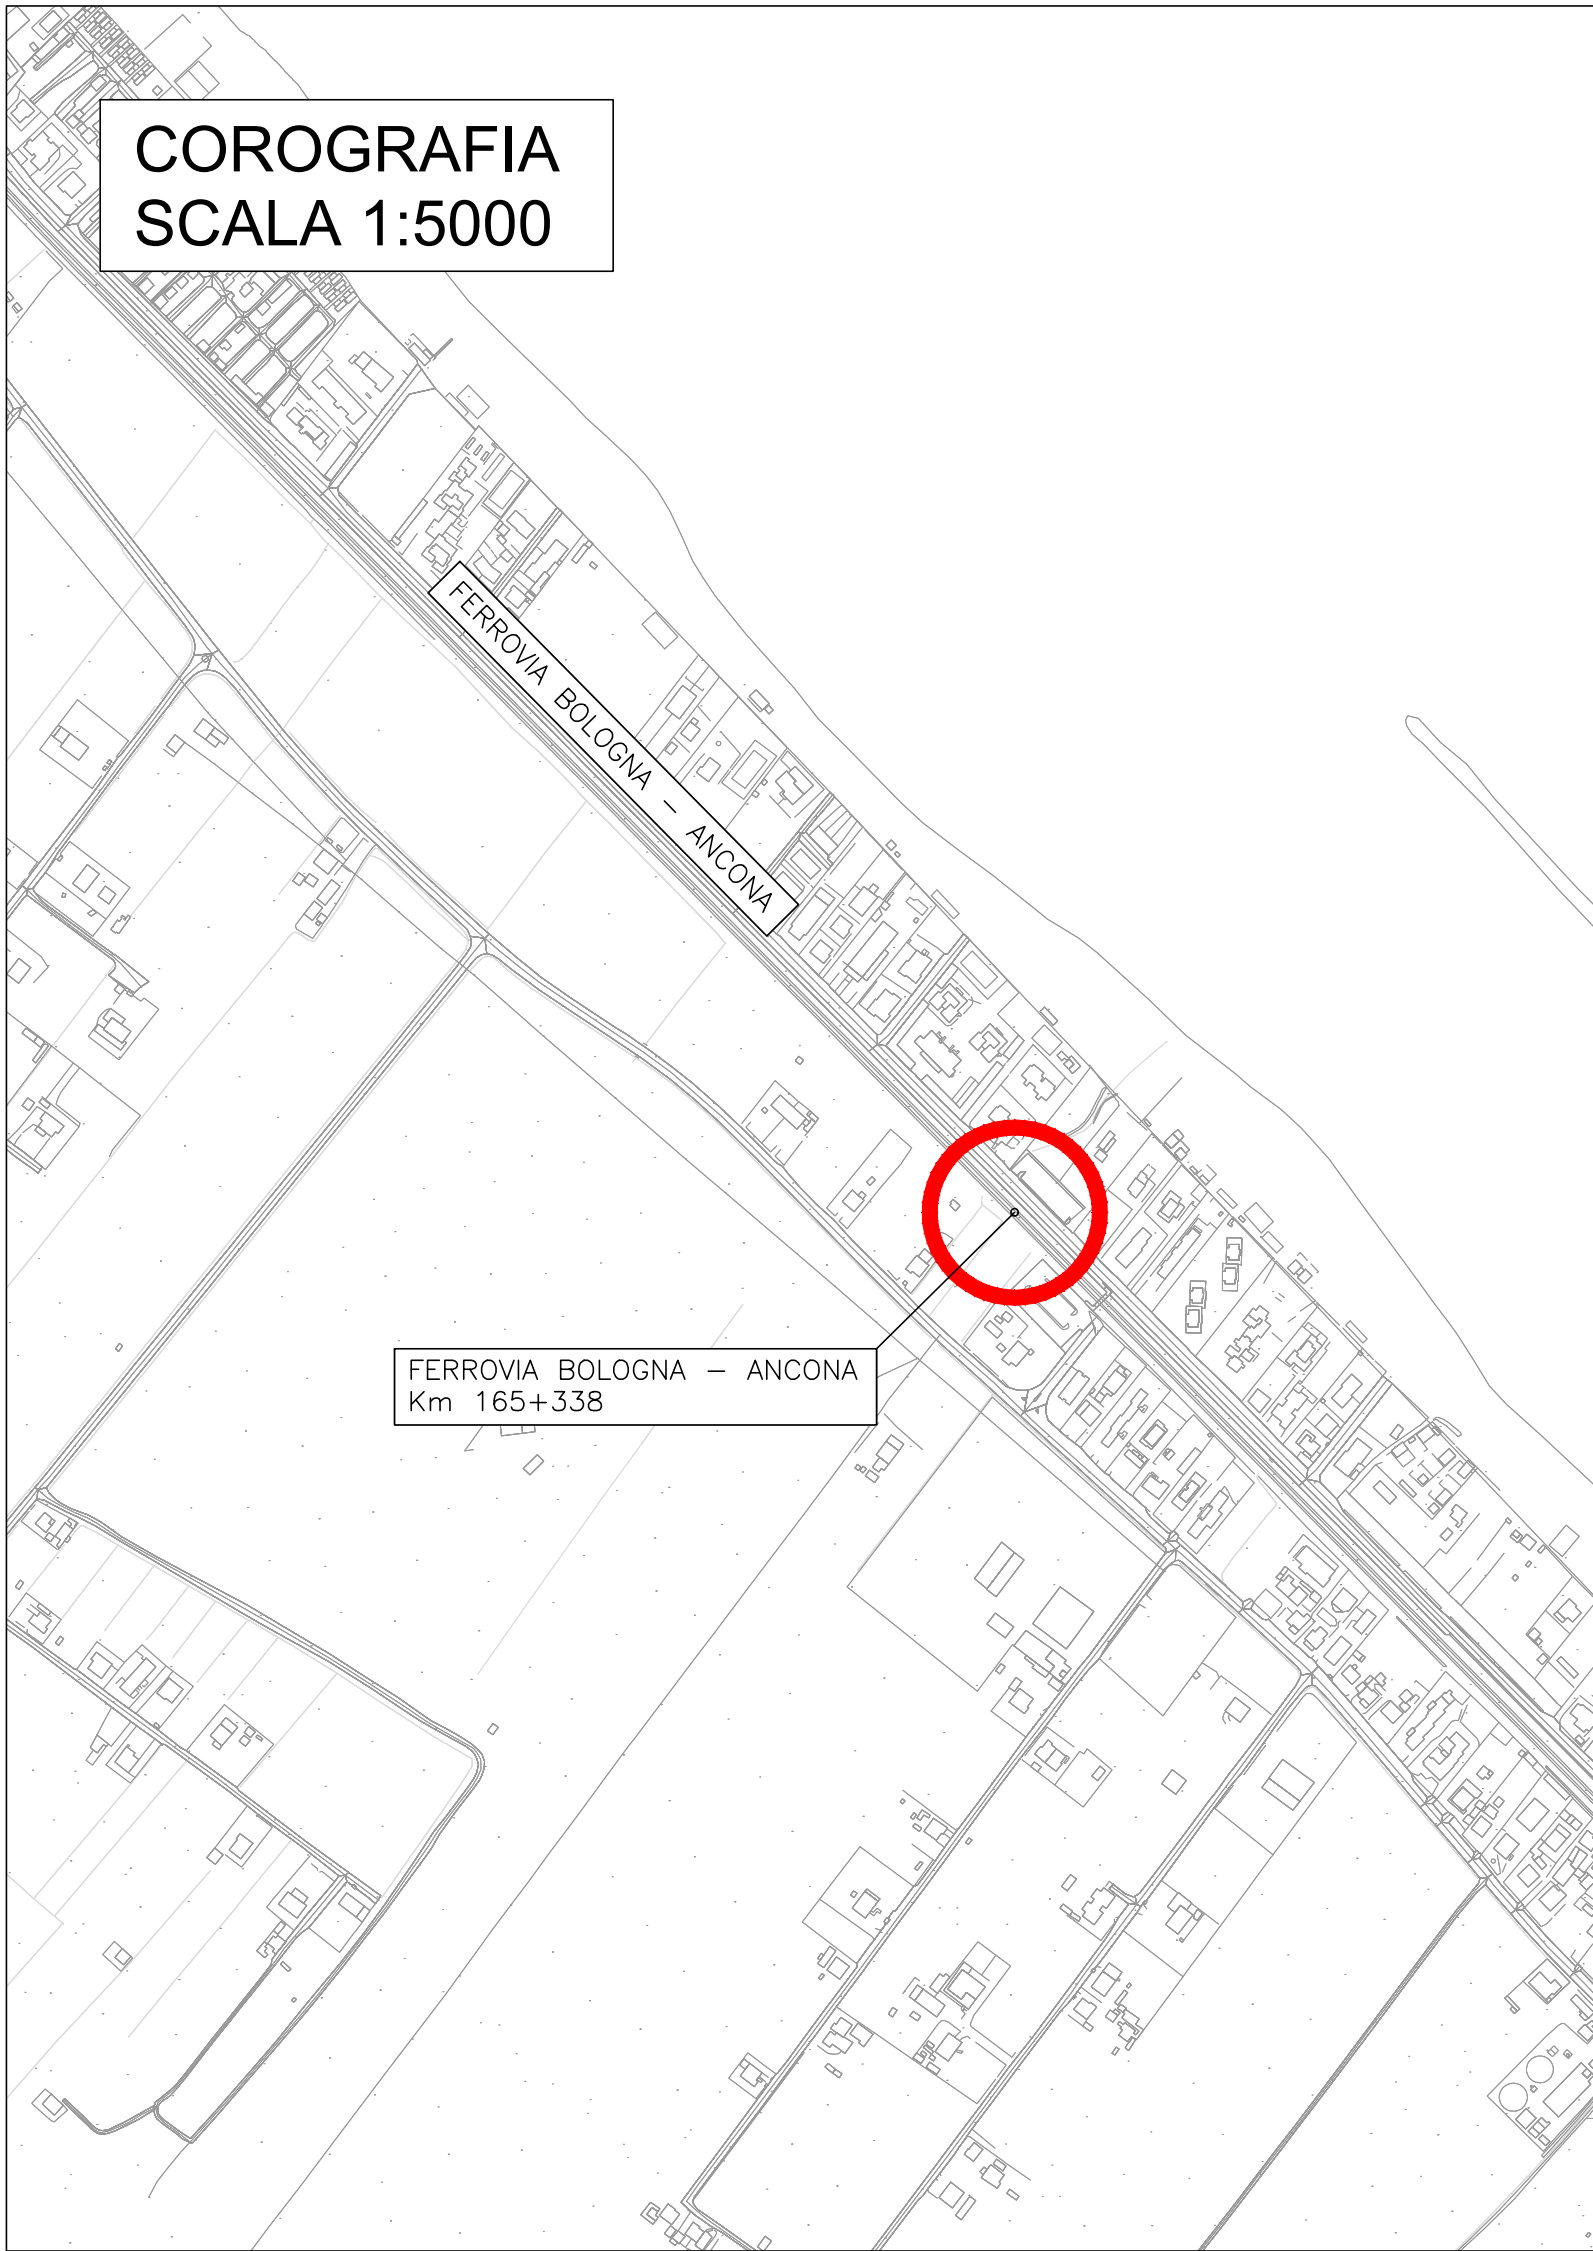 COROGRAFIA
SCALA 1:5000
FERROVIA BOLOGNA – ANCONA
FERROVIA BOLOGNA – ANCONA
Km 165+338